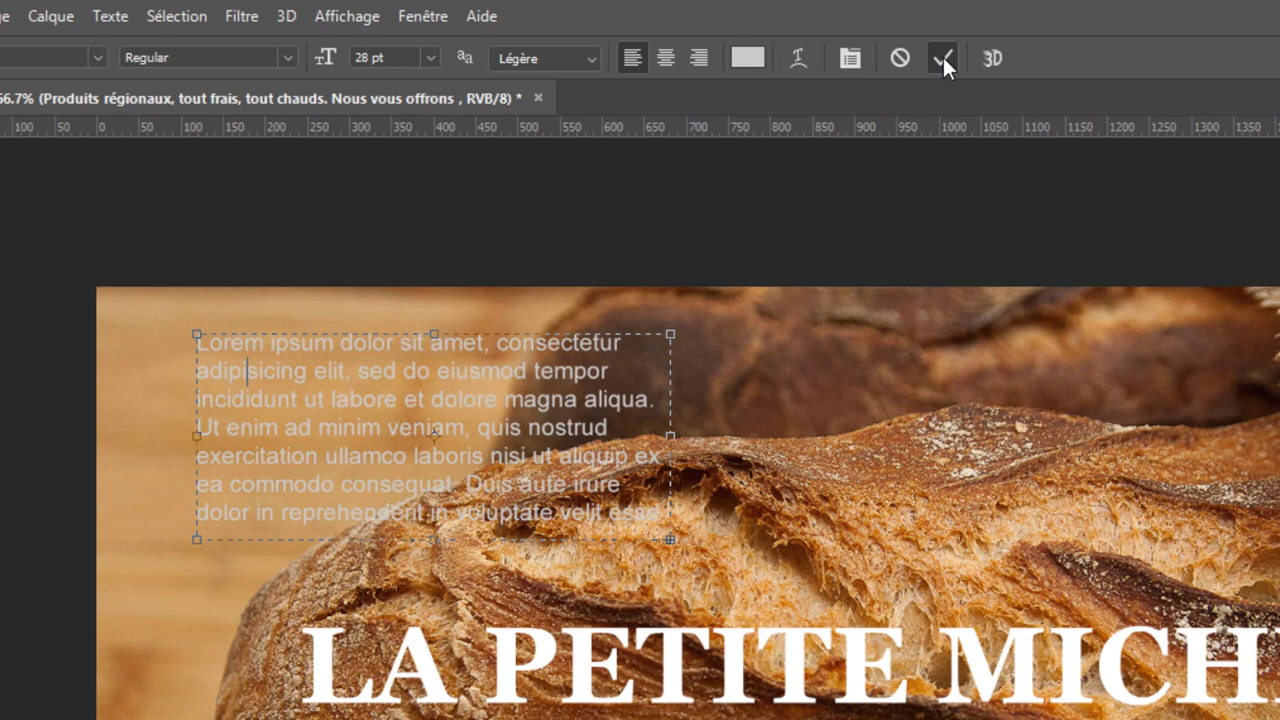 Calque Texte Sélection Filtre 3D Affichage Fenêtre Aide
Regular 28 pt aa Légère 3D
66.7% (Produits régionaux, tout frais, tout chauds. Nous vous offrons , RVB/8) * ×
100 50 0 50 100 150 200 250 300 350 400 450 500 550 600 650 700 750 800 850 900 950 1000 1050 1100 1150 1200 1250 1300 1350
Lorem ipsum dolor sit amet, consectetur
adipisicing elit, sed do eiusmod tempor
incididunt ut labore et dolore magna aliqua.
Ut enim ad minim veniam, quis nostrud
exercitation ullamco laboris nisi ut aliquip ex
ea commodo consequat. Duis aute irure
dolor in reprehenderit in voluptate velit esse
LA PETITE MICH